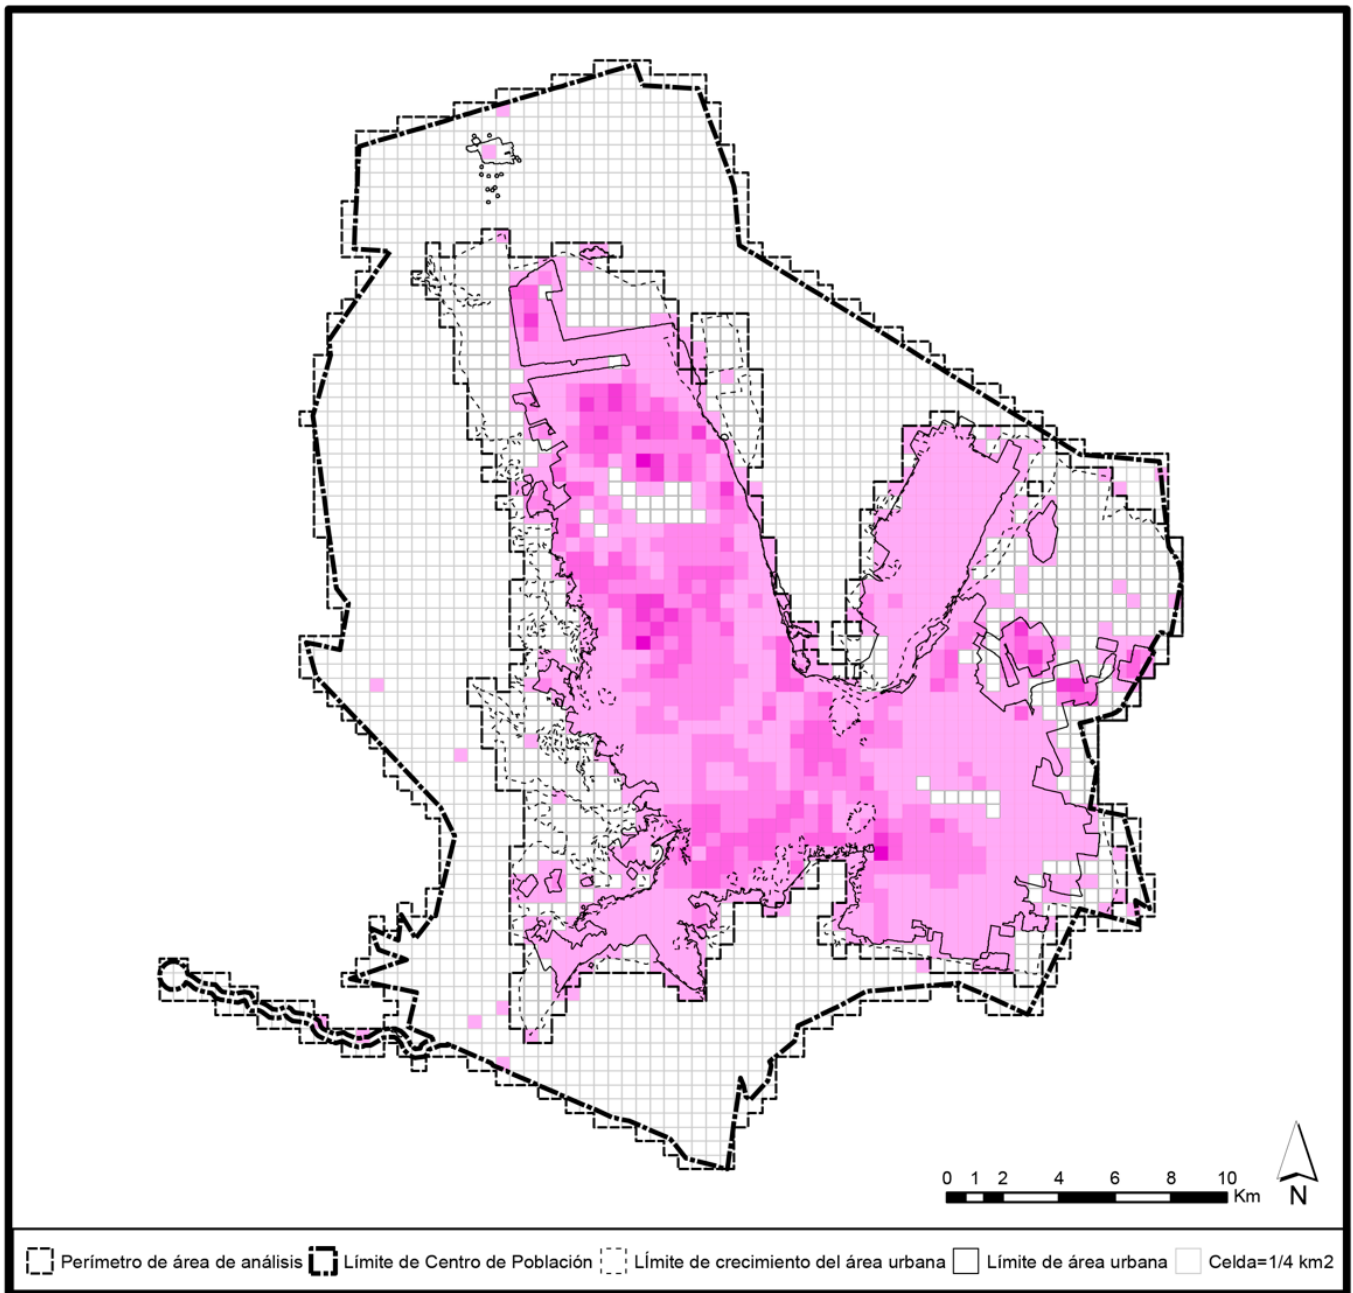 0 1 2 4 6 8 10
Km
N
Perímetro de área de análisis Límite de Centro de Población LÍmite de crecimiento del área urbana Límite de área urbana Celda=1/4 km2